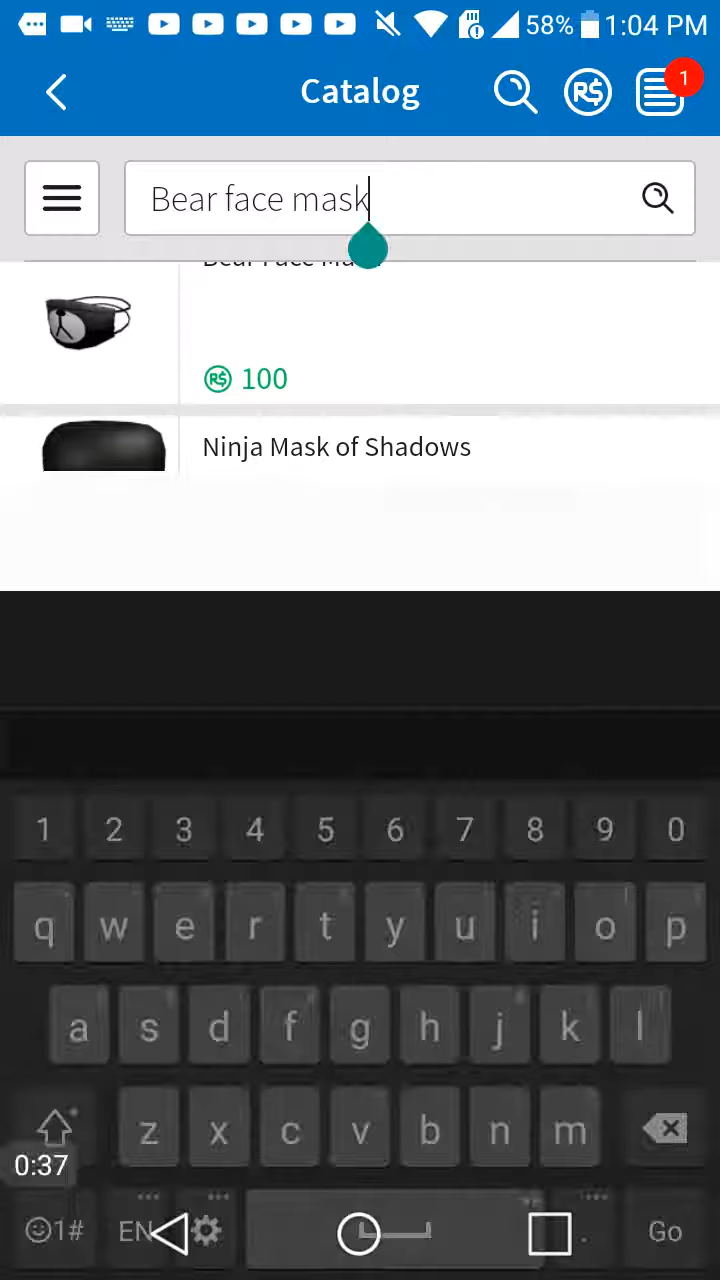 58% 1:04 PM
Catalog
R$
1
Bear face mask
Bear Face Mask
R$ 100
Ninja Mask of Shadows
1 2 3 4 5 6 7 8 9 0
q w e r t y u i o p
a s d f g h j k l
z x c v b n m
0:37
1# EN . Go